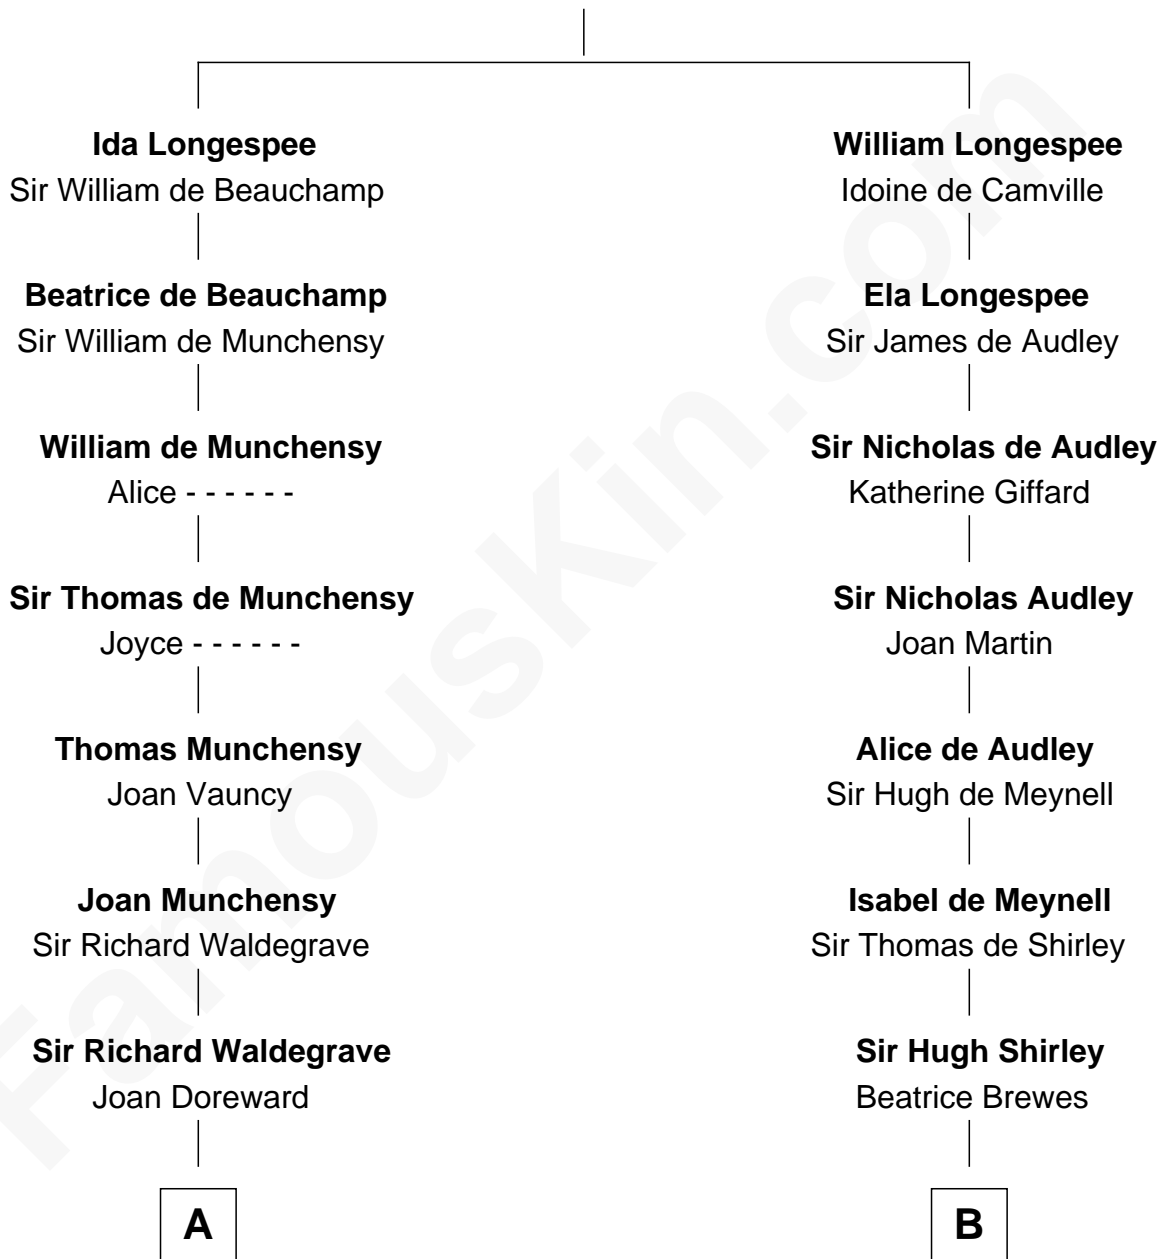 Ida Longespee
Sir William de Beauchamp
Beatrice de Beauchamp
Sir William de Munchensy
William de Munchensy
Alice - - - - - -
Sir Thomas de Munchensy
Joyce - - - - - -
Thomas Munchensy
Joan Vauncy
Joan Munchensy
Sir Richard Waldegrave
Sir Richard Waldegrave
Joan Doreward
A
William Longespee
Idoine de Camville
Ela Longespee
Sir James de Audley
Sir Nicholas de Audley
Katherine Giffard
Sir Nicholas Audley
Joan Martin
Alice de Audley
Sir Hugh de Meynell
Isabel de Meynell
Sir Thomas de Shirley
Sir Hugh Shirley
Beatrice Brewes
B
FamousKin.com